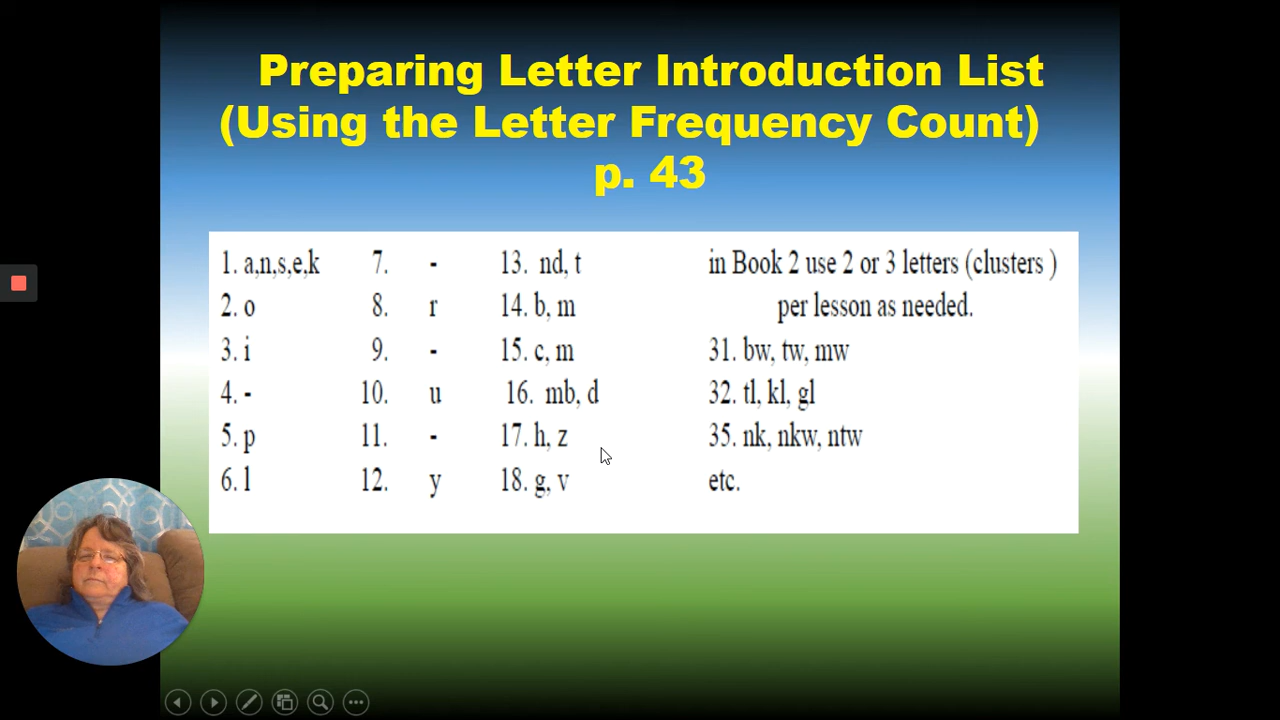 Preparing Letter Introduction List
(Using the Letter Frequency Count)
p. 43
1. a,n,s,e,k 7. - 13. nd, t in Book 2 use 2 or 3 letters (clusters )
2. o 8. r 14. b, m per lesson as needed.
3. i 9. - 15. c, m 31. bw, tw, mw
4. - 10. u 16. mb, d 32. tl, kl, gl
5. p 11. - 17. h, z 35. nk, nkw, ntw
6. l 12. y 18. g, v etc.